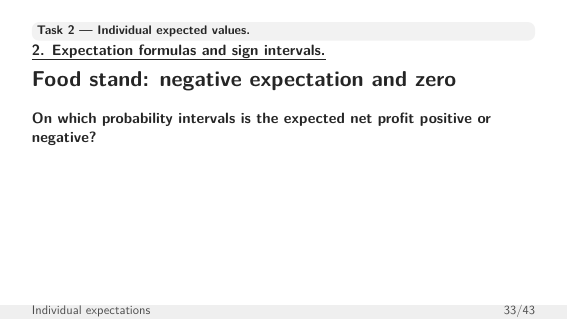 Task 2 — Individual expected values.
2. Expectation formulas and sign intervals.
Food stand: negative expectation and zero
On which probability intervals is the expected net profit positive or
negative?
Individual expectations 33/43